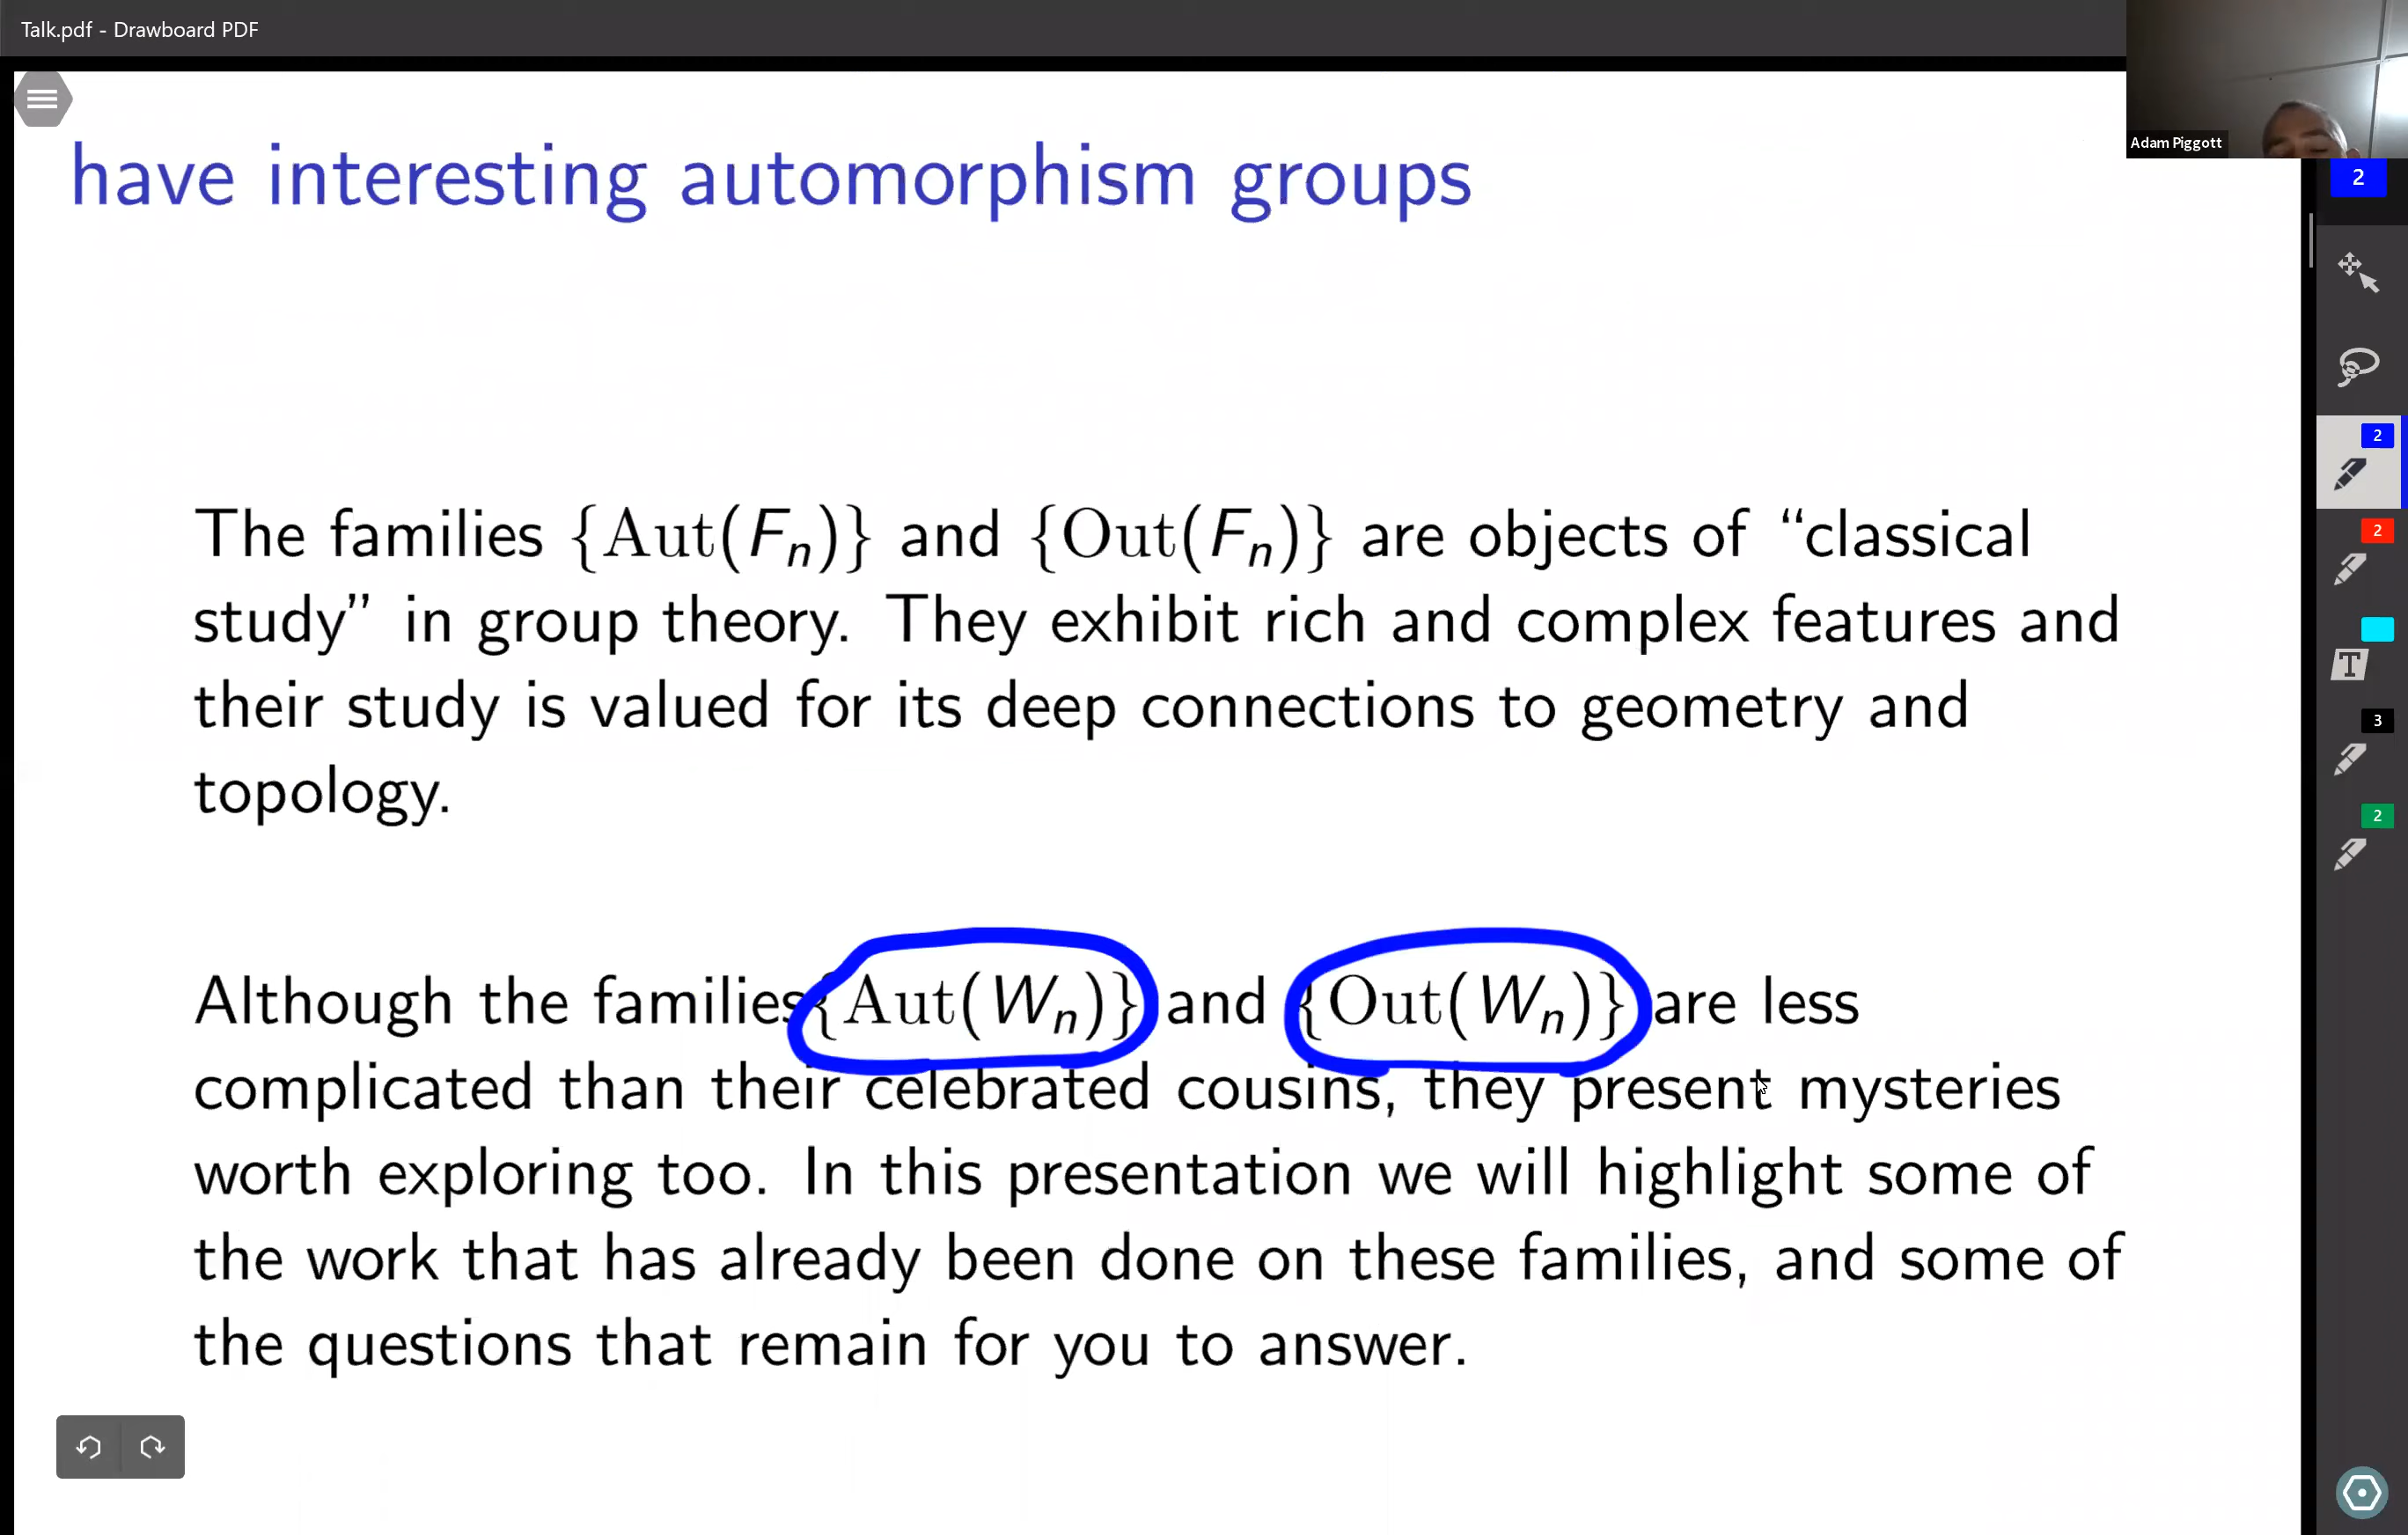 Talk.pdf - Drawboard PDF
Adam Piggott
2
have interesting automorphism groups
2
2
The families {Aut(Fₙ)} and {Out(Fₙ)} are objects of “classical
study” in group theory. They exhibit rich and complex features and
their study is valued for its deep connections to geometry and
topology.
T
3
2
Although the families {Aut(Wₙ)} and {Out(Wₙ)} are less
complicated than their celebrated cousins, they present mysteries
worth exploring too. In this presentation we will highlight some of
the work that has already been done on these families, and some of
the questions that remain for you to answer.